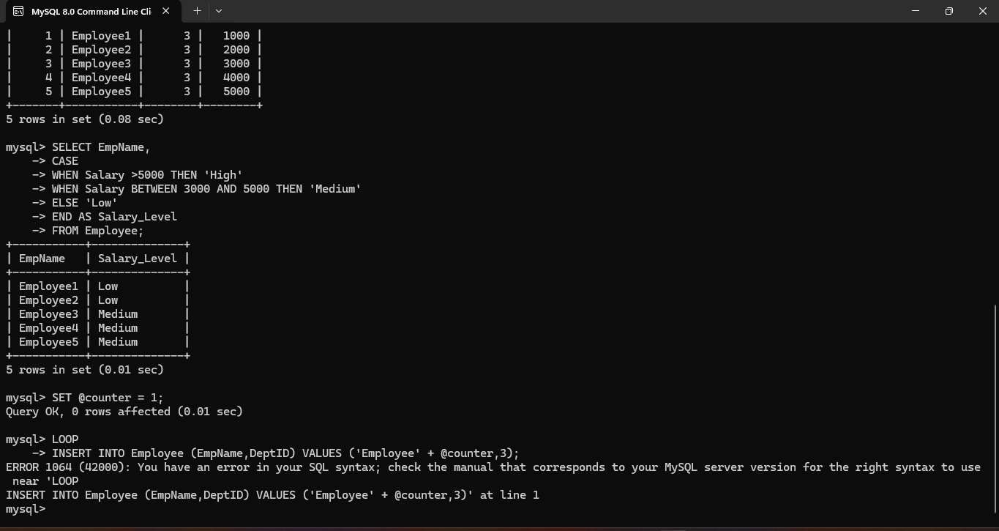 MySQL 8.0 Command Line Cli
|      1 | Employee1 |      3 |   1000 |
|      2 | Employee2 |      3 |   2000 |
|      3 | Employee3 |      3 |   3000 |
|      4 | Employee4 |      3 |   4000 |
|      5 | Employee5 |      3 |   5000 |
+-------+-----------+--------+--------+
5 rows in set (0.08 sec)
mysql> SELECT EmpName,
    -> CASE
    -> WHEN Salary >5000 THEN 'High'
    -> WHEN Salary BETWEEN 3000 AND 5000 THEN 'Medium'
    -> ELSE 'Low'
    -> END AS Salary_Level
    -> FROM Employee;
+-----------+--------------+
| EmpName   | Salary_Level |
+-----------+--------------+
| Employee1 | Low          |
| Employee2 | Low          |
| Employee3 | Medium       |
| Employee4 | Medium       |
| Employee5 | Medium       |
+-----------+--------------+
5 rows in set (0.01 sec)
mysql> SET @counter = 1;
Query OK, 0 rows affected (0.01 sec)
mysql> LOOP
    -> INSERT INTO Employee (EmpName,DeptID) VALUES ('Employee' + @counter,3);
ERROR 1064 (42000): You have an error in your SQL syntax; check the manual that corresponds to your MySQL server version for the right syntax to use
 near 'LOOP
INSERT INTO Employee (EmpName,DeptID) VALUES ('Employee' + @counter,3)' at line 1
mysql>